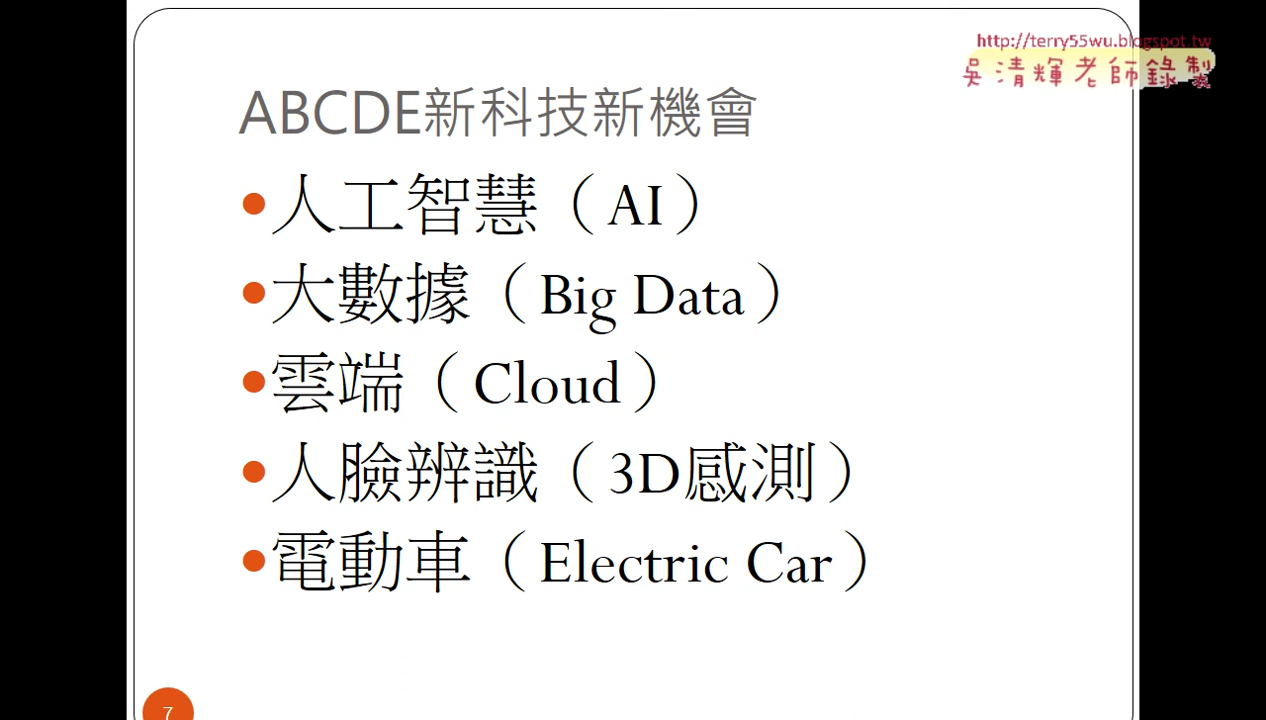 http://terry55wu.blogspot.tw
吳清輝老師錄製
ABCDE新科技新機會
•人工智慧（AI）
•大數據（Big Data）
•雲端（Cloud）
•人臉辨識（3D感測）
•電動車（Electric Car）
7